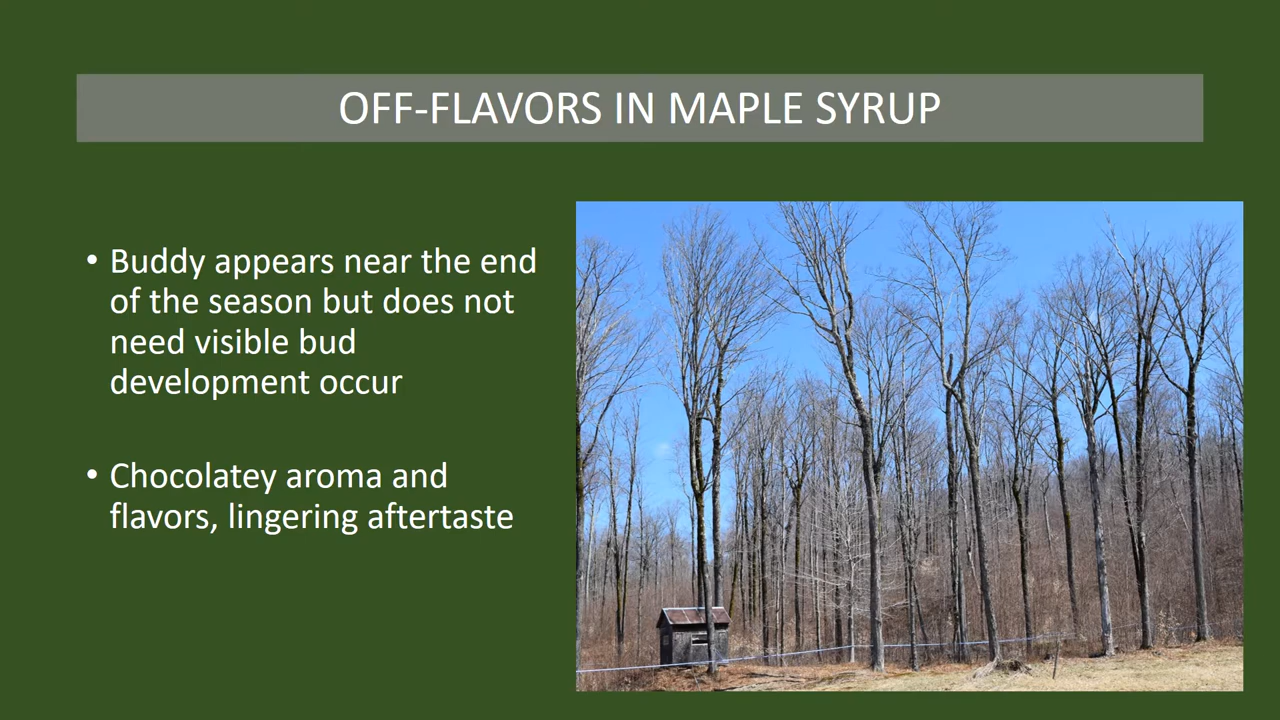 OFF-FLAVORS IN MAPLE SYRUP
• Buddy appears near the end
of the season but does not
need visible bud
development occur
• Chocolatey aroma and
flavors, lingering aftertaste